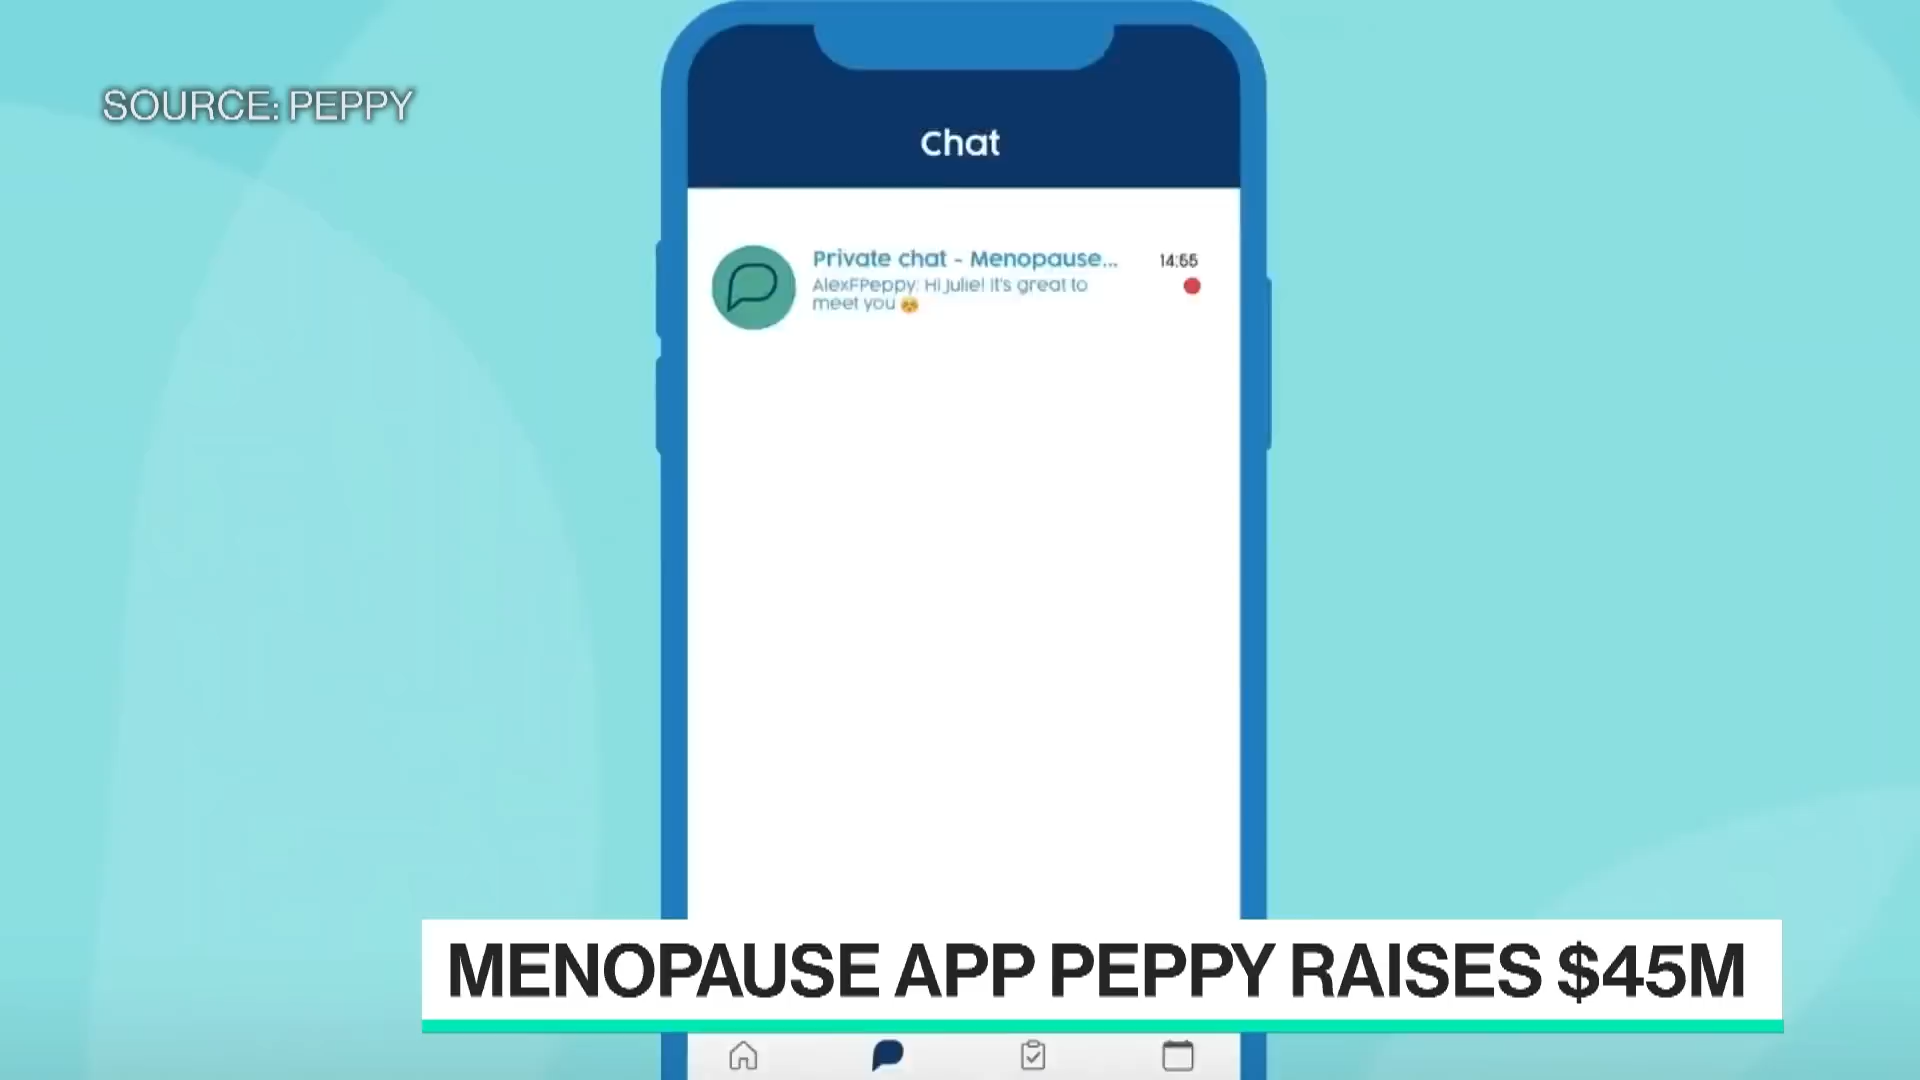 SOURCE: PEPPY
Chat
Private chat - Menopause...
14:55
AlexFPeppy: Hi Julie! It's great to
meet you
MENOPAUSE APP PEPPY RAISES $45M